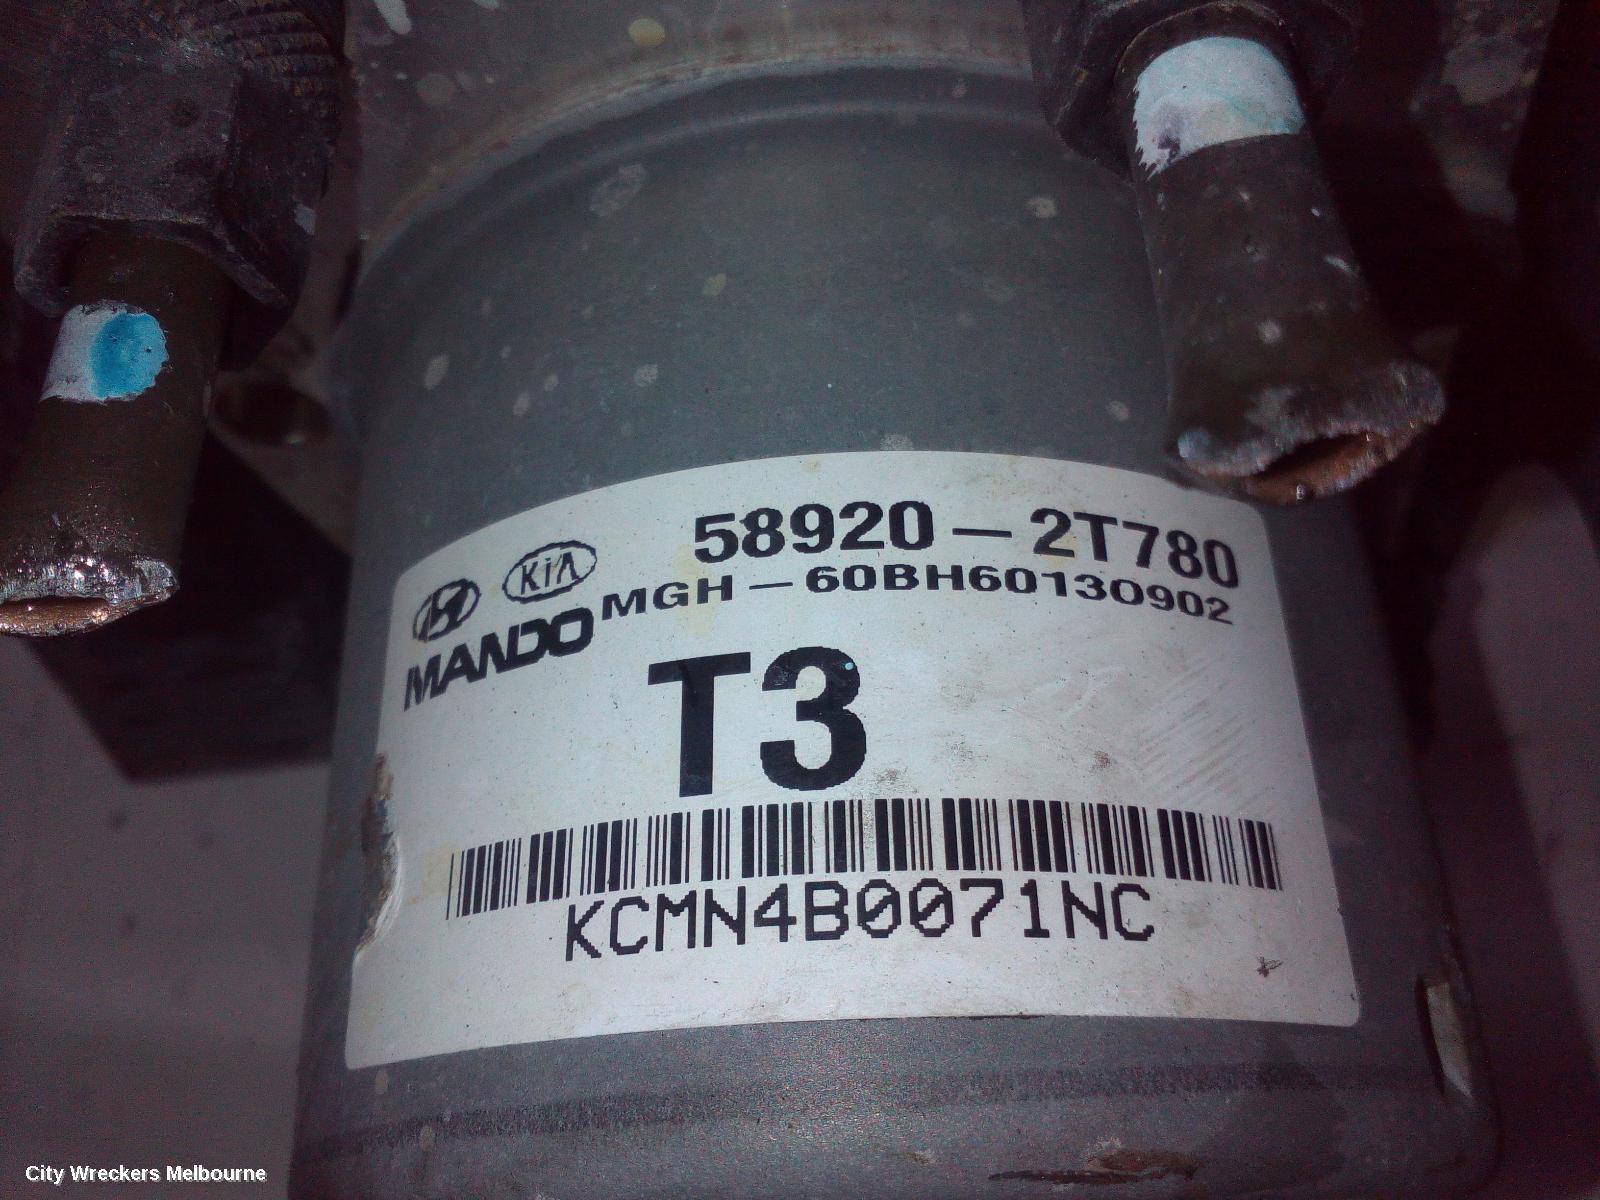 58920-2T780
KIA
MGH-60BH60130902
MANDO
T3
KCMN4B0071NC
City Wreckers Melbourne